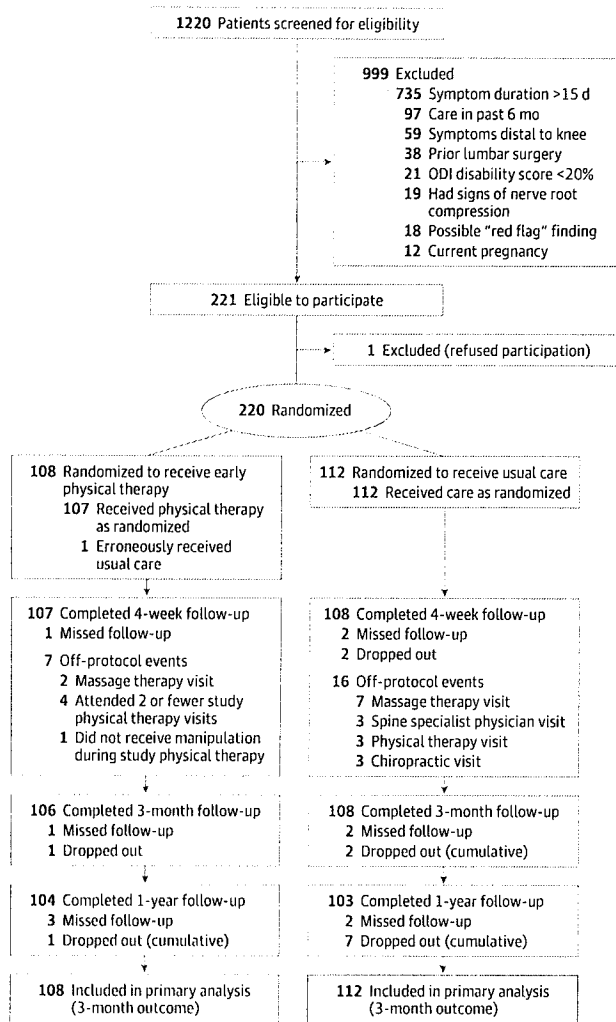 1220 Patients screened for eligibility
999 Excluded
735 Symptom duration >15 d
97 Care in past 6 mo
59 Symptoms distal to knee
38 Prior lumbar surgery
21 ODI disability score <20%
19 Had signs of nerve root
compression
18 Possible "red flag" finding
12 Current pregnancy
221 Eligible to participate
1 Excluded (refused participation)
220 Randomized
108 Randomized to receive early
physical therapy
107 Received physical therapy
as randomized
1 Erroneously received
usual care
112 Randomized to receive usual care
112 Received care as randomized
107 Completed 4-week follow-up
1 Missed follow-up
7 Off-protocol events
2 Massage therapy visit
4 Attended 2 or fewer study
physical therapy visits
1 Did not receive manipulation
during study physical therapy
108 Completed 4-week follow-up
2 Missed follow-up
2 Dropped out
16 Off-protocol events
7 Massage therapy visit
3 Spine specialist physician visit
3 Physical therapy visit
3 Chiropractic visit
106 Completed 3-month follow-up
1 Missed follow-up
1 Dropped out
108 Completed 3-month follow-up
2 Missed follow-up
2 Dropped out (cumulative)
104 Completed 1-year follow-up
3 Missed follow-up
1 Dropped out (cumulative)
103 Completed 1-year follow-up
2 Missed follow-up
7 Dropped out (cumulative)
108 Included in primary analysis
(3-month outcome)
112 Included in primary analysis
(3-month outcome)